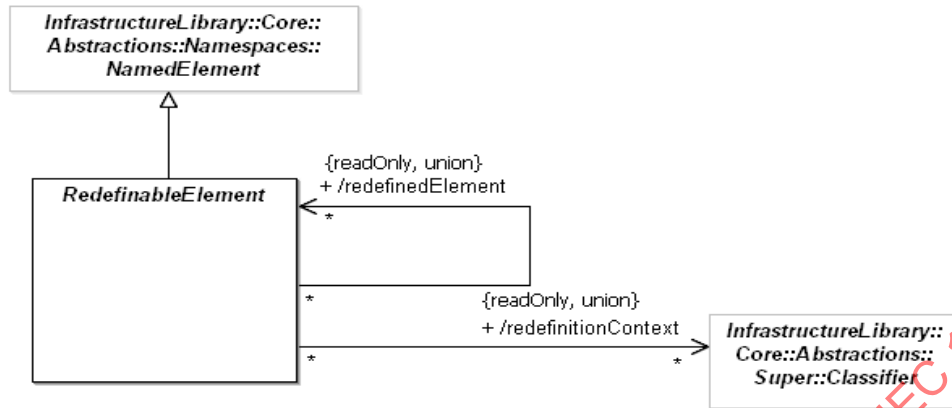 InfrastructureLibrary::Core::
Abstractions::Namespaces::
NamedElement
{readOnly, union}
+ /redefinedElement
RedefinableElement
*
*
{readOnly, union}
+ /redefinitionContext
*
*
InfrastructureLibrary::
Core::Abstractions::
Super::Classifier